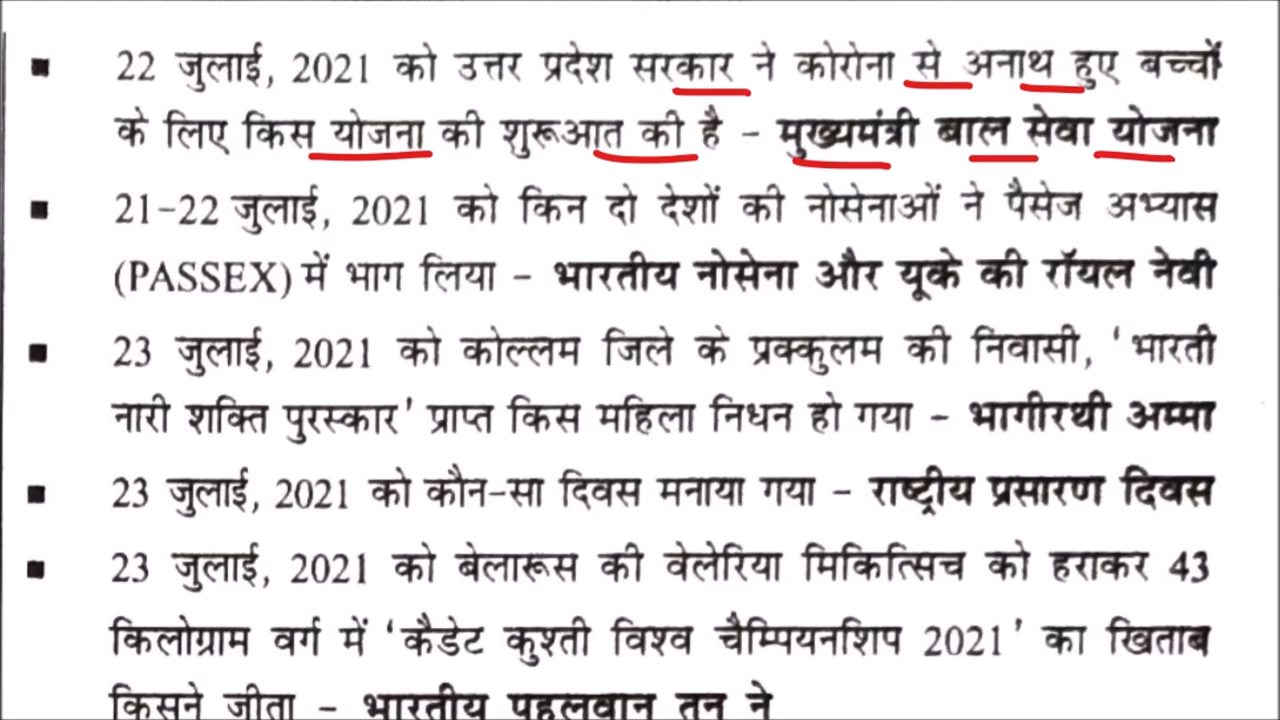 ▪ 22 जुलाई, 2021 को उत्तर प्रदेश सरकार ने कोरोना से अनाथ हुए बच्चों
के लिए किस योजना की शुरूआत की है – मुख्यमंत्री बाल सेवा योजना
▪ 21-22 जुलाई, 2021 को किन दो देशों की नोसेनाओं ने पैसेज अभ्यास
(PASSEX) में भाग लिया – भारतीय नोसेना और यूके की रॉयल नेवी
▪ 23 जुलाई, 2021 को कोल्लम जिले के प्रक्कुलम की निवासी, 'भारती
नारी शक्ति पुरस्कार' प्राप्त किस महिला निधन हो गया – भागीरथी अम्मा
▪ 23 जुलाई, 2021 को कौन-सा दिवस मनाया गया – राष्ट्रीय प्रसारण दिवस
▪ 23 जुलाई, 2021 को बेलारूस की वेलेरिया मिकित्सिच को हराकर 43
किलोग्राम वर्ग में 'कैडेट कुश्ती विश्व चैम्पियनशिप 2021' का खिताब
किसने जीता – भारतीय पहलवान तन ने